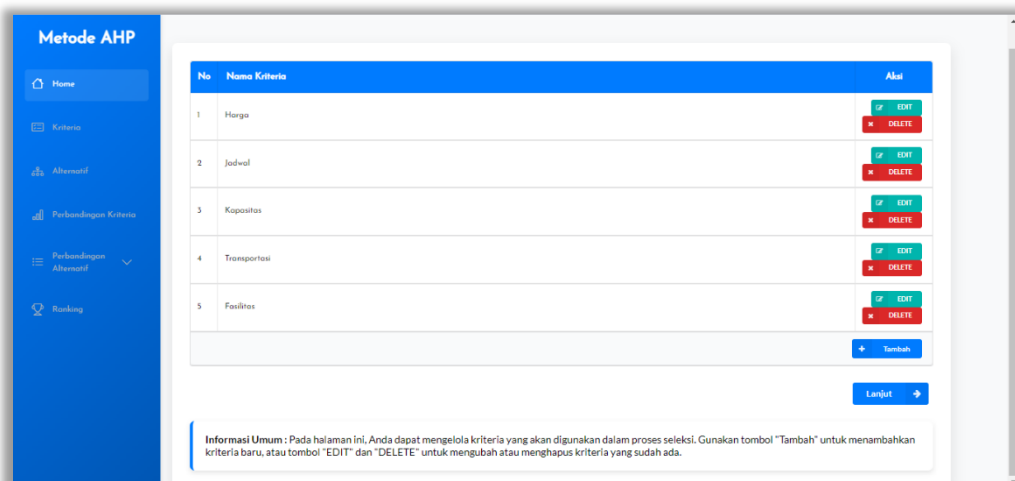 Metode AHP
Home
Kriteria
Alternatif
Perbandingan Kriteria
Perbandingan
Alternatif
Ranking
No Nama Kriteria Aksi
1 Harga EDIT
DELETE
2 Jadwal EDIT
DELETE
3 Kapasitas EDIT
DELETE
4 Transportasi EDIT
DELETE
5 Fasilitas EDIT
DELETE
+ Tambah
Lanjut →
Informasi Umum : Pada halaman ini, Anda dapat mengelola kriteria yang akan digunakan dalam proses seleksi. Gunakan tombol "Tambah" untuk menambahkan
kriteria baru, atau tombol "EDIT" dan "DELETE" untuk mengubah atau menghapus kriteria yang sudah ada.